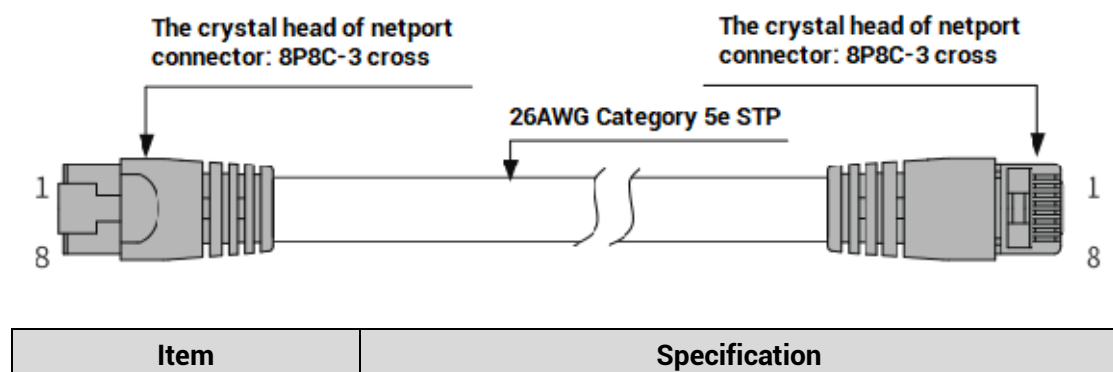 The crystal head of netport
connector: 8P8C-3 cross
The crystal head of netport
connector: 8P8C-3 cross
26AWG Category 5e STP
1
8
1
8
Item
Specification